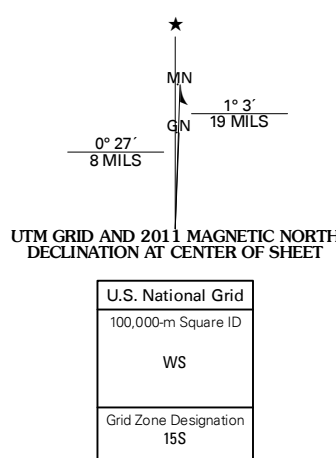 ★
MN
GN
1° 3´
19 MILS
0° 27´
8 MILS
UTM GRID AND 2011 MAGNETIC NORTH
DECLINATION AT CENTER OF SHEET
U.S. National Grid
100,000-m Square ID
WS
Grid Zone Designation
15S